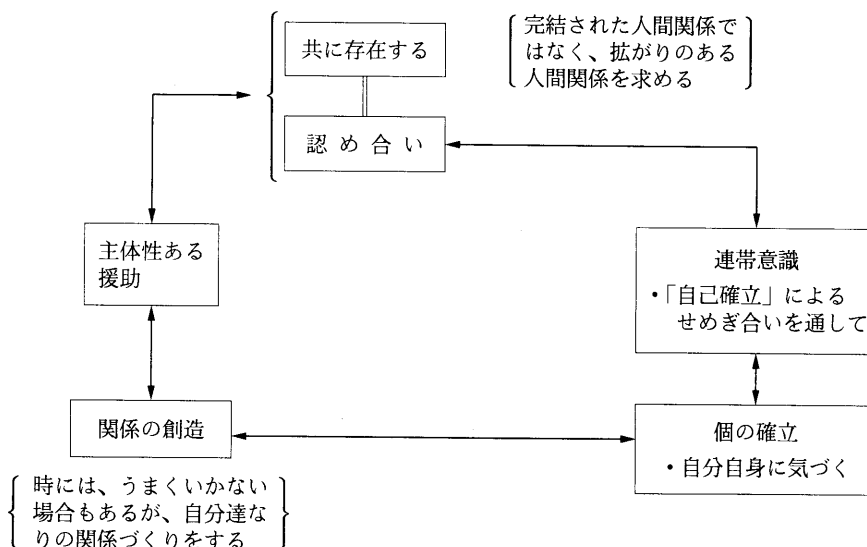 共に存在する
完結された人間関係で
はなく、拡がりのある
人間関係を求める
認め合い
主体性ある
援助
連帯意識
・「自己確立」による
せめぎ合いを通して
関係の創造
個の確立
・自分自身に気づく
時には、うまくいかない
場合もあるが、自分達な
りの関係づくりをする